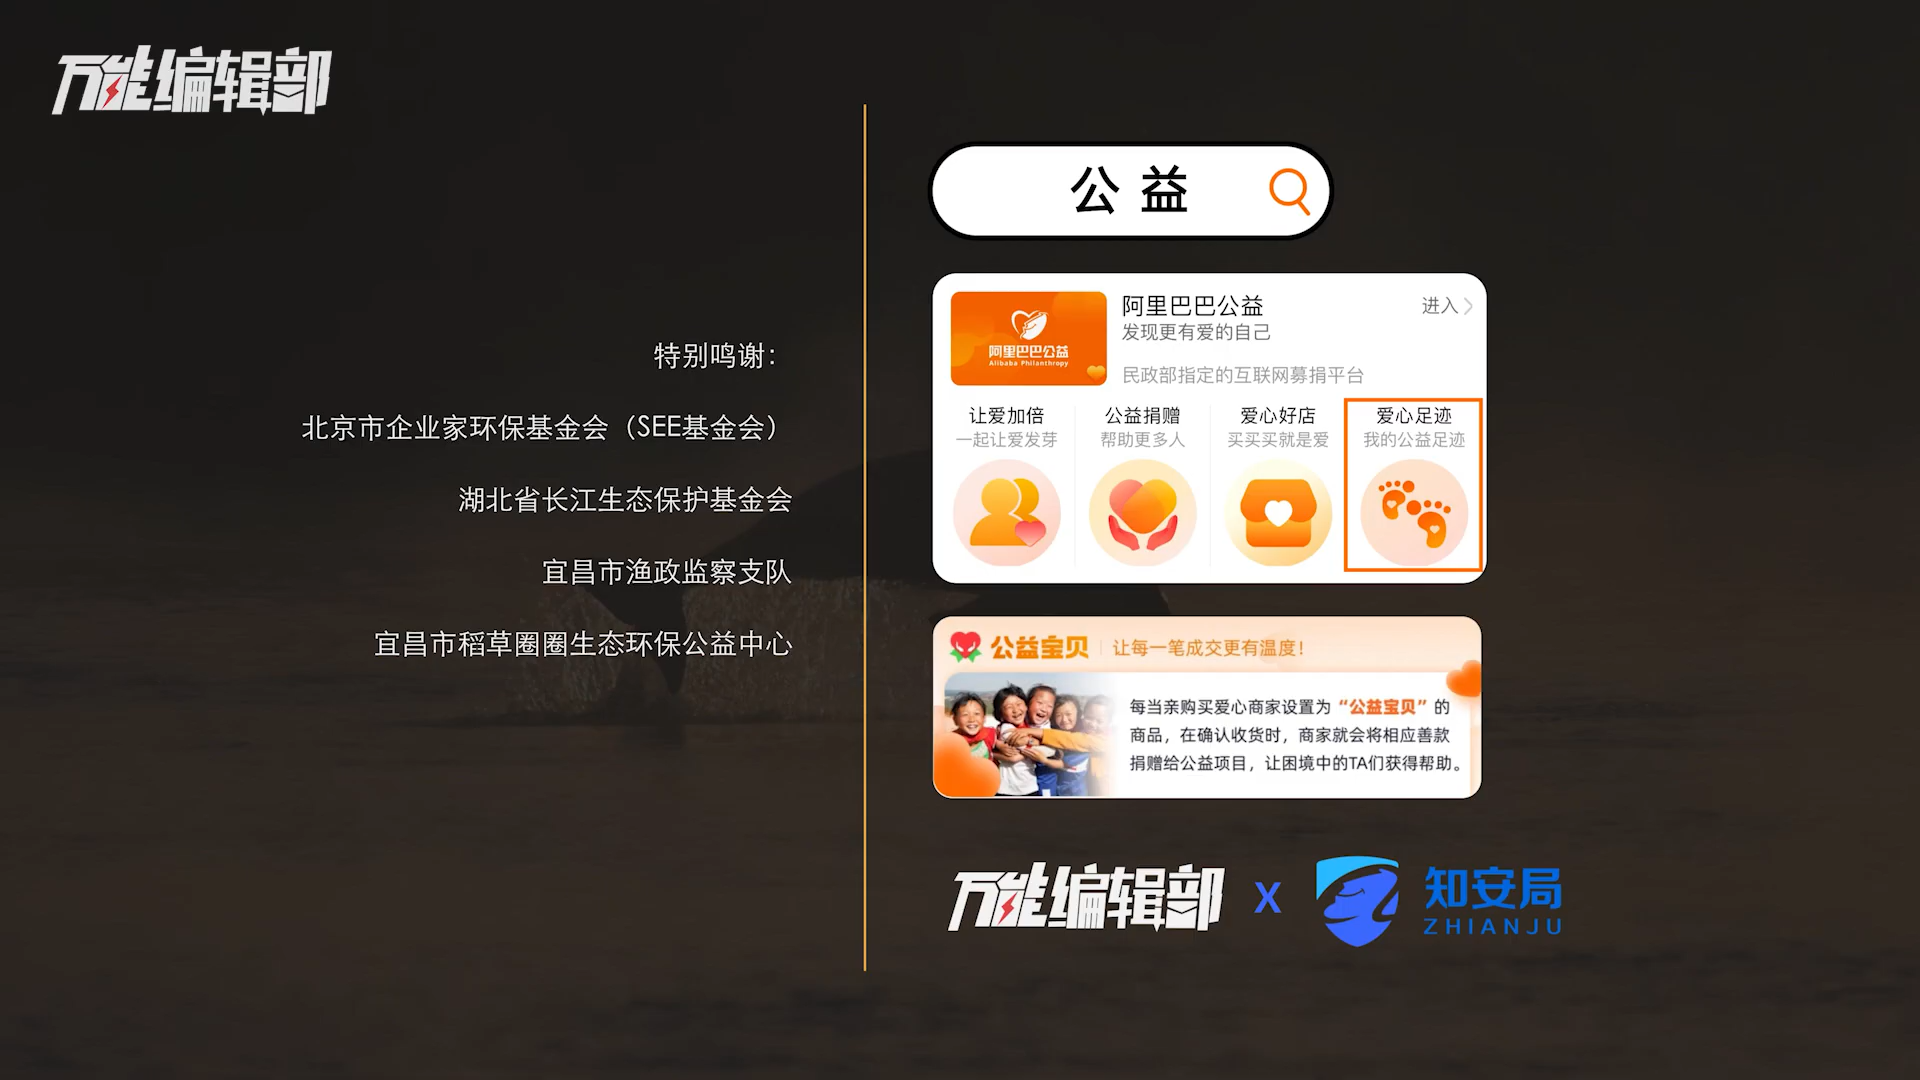 万能编辑部
特别鸣谢：
北京市企业家环保基金会（SEE基金会）
湖北省长江生态保护基金会
宜昌市渔政监察支队
宜昌市稻草圈圈生态环保公益中心
公益
阿里巴巴公益
Alibaba Philanthropy
阿里巴巴公益
进入
发现更有爱的自己
民政部指定的互联网募捐平台
让爱加倍
一起让爱发芽
公益捐赠
帮助更多人
爱心好店
买买买就是爱
爱心足迹
我的公益足迹
公益宝贝 让每一笔成交更有温度！
每当亲购买爱心商家设置为“公益宝贝”的
商品，在确认收货时，商家就会将相应善款
捐赠给公益项目，让困境中的TA们获得帮助。
万能编辑部 X 知安局
ZHIANJU